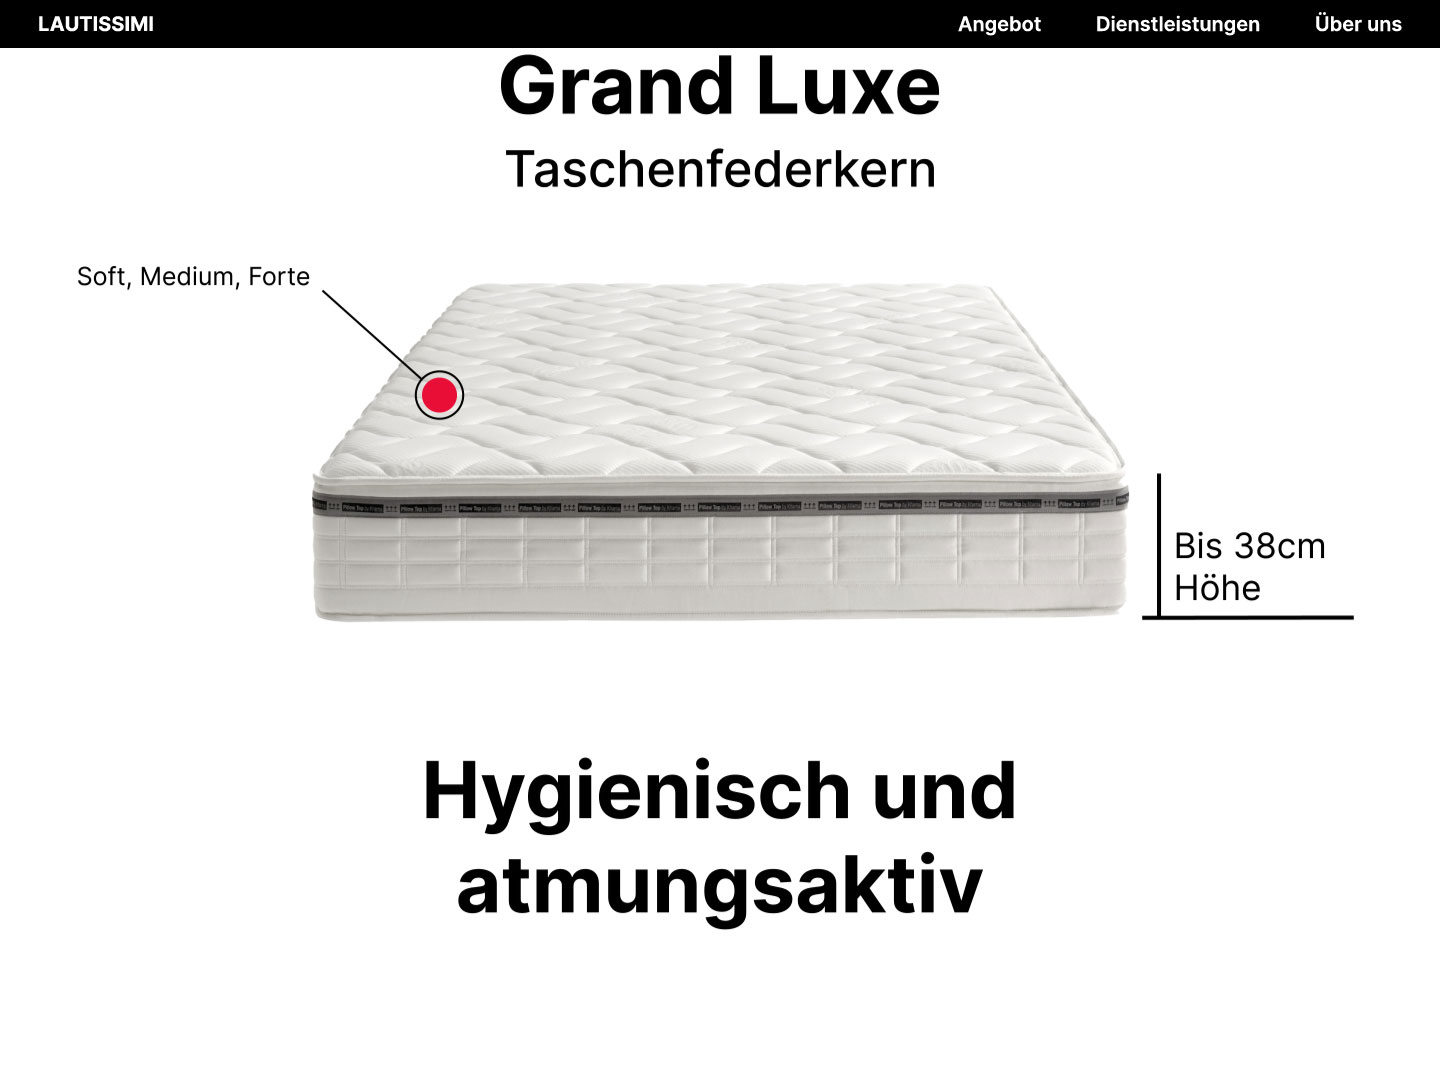 LAUTISSIMI
Angebot
Dienstleistungen
Über uns
Grand Luxe
Taschenfederkern
Soft, Medium, Forte
Bis 38cm
Höhe
Hygienisch und
atmungsaktiv